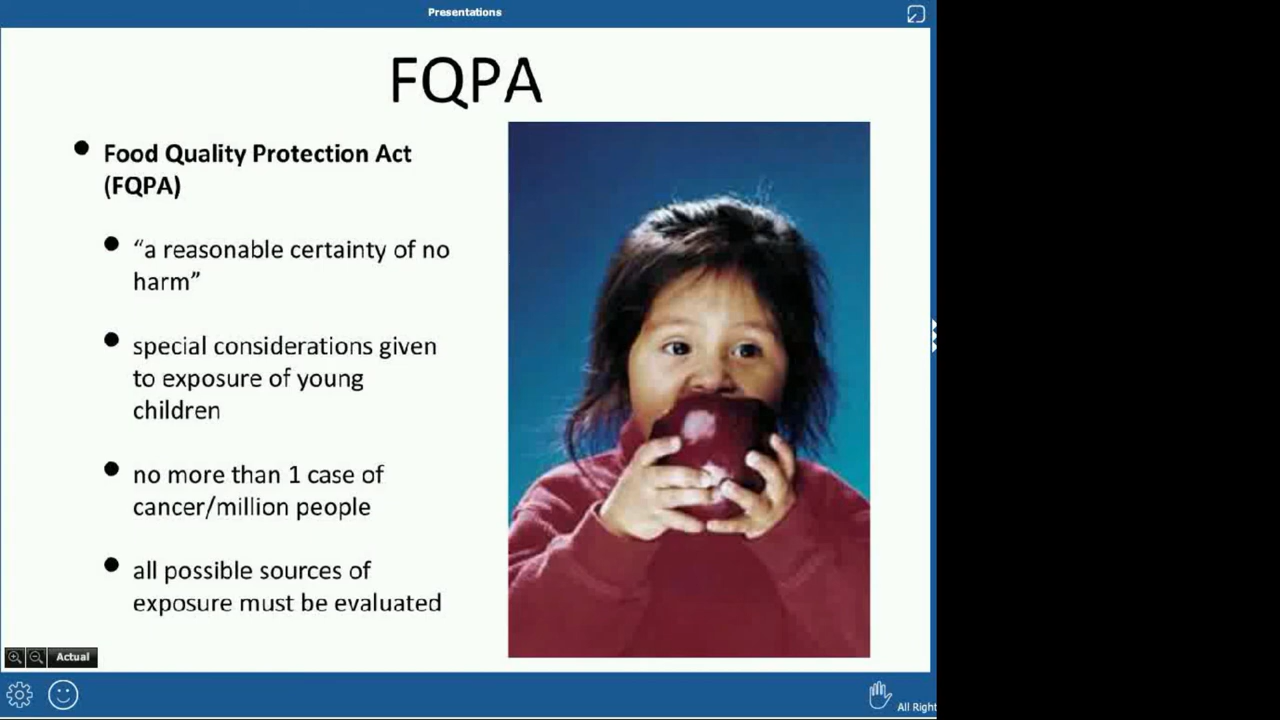 Presentations
FQPA
Food Quality Protection Act
(FQPA)
“a reasonable certainty of no
harm”
special considerations given
to exposure of young
children
no more than 1 case of
cancer/million people
all possible sources of
exposure must be evaluated
Actual
All Right